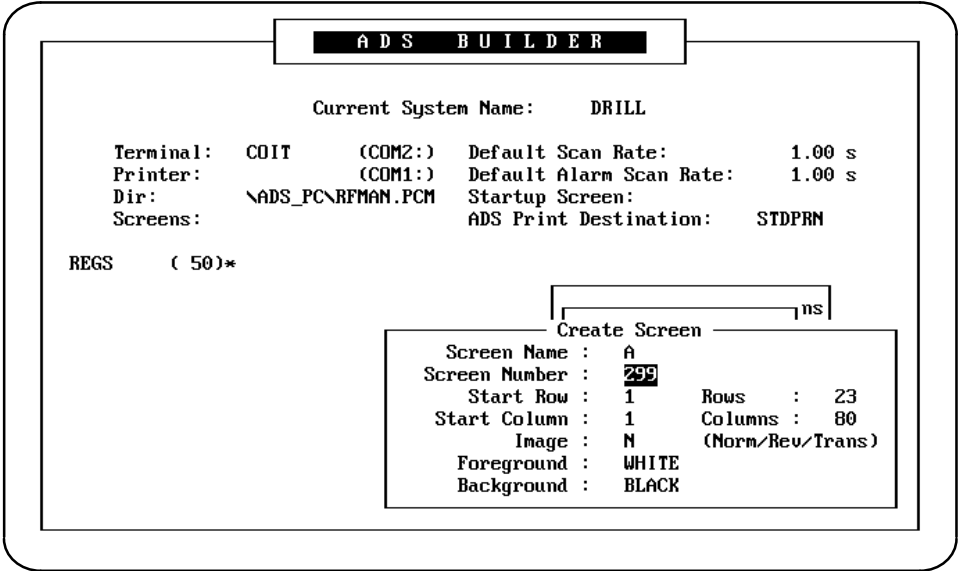 ADS BUILDER
Current System Name: DRILL
Terminal: COIT (COM2:) Default Scan Rate: 1.00 s
Printer: (COM1:) Default Alarm Scan Rate: 1.00 s
Dir: \ADS_PC\RFMAN.PCM Startup Screen:
Screens: ADS Print Destination: STDPRN
REGS ( 50)*
ns
Create Screen
Screen Name : A
Screen Number : 299
Start Row : 1 Rows : 23
Start Column : 1 Columns : 80
Image : N (Norm/Rev/Trans)
Foreground : WHITE
Background : BLACK